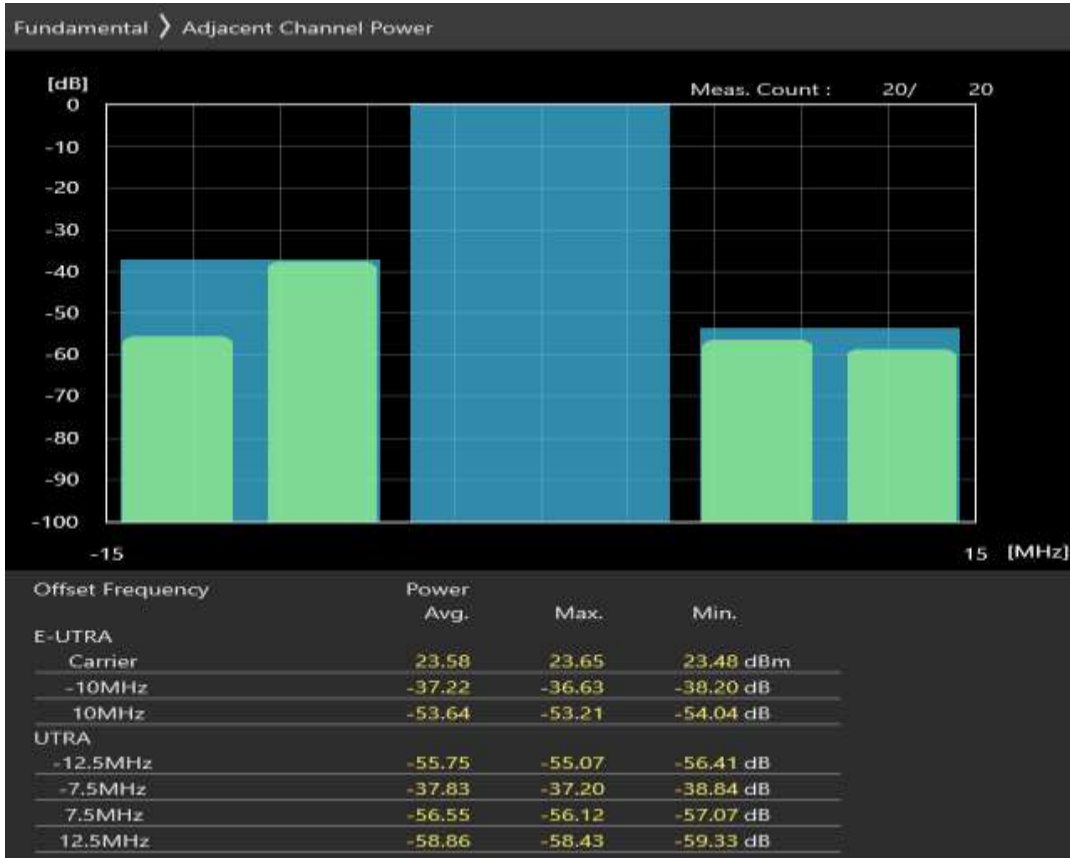 Fundamental 〉 Adjacent Channel Power
[dB]
Meas. Count : 20/ 20
0
-10
-20
-30
-40
-50
-60
-70
-80
-90
-100
-15 15 [MHz]
Offset Frequency Power
Avg. Max. Min.
E-UTRA
Carrier 23.58 23.65 23.48 dBm
-10MHz -37.22 -36.63 -38.20 dB
10MHz -53.64 -53.21 -54.04 dB
UTRA
-12.5MHz -55.75 -55.07 -56.41 dB
-7.5MHz -37.83 -37.20 -38.84 dB
7.5MHz -56.55 -56.12 -57.07 dB
12.5MHz -58.86 -58.43 -59.33 dB